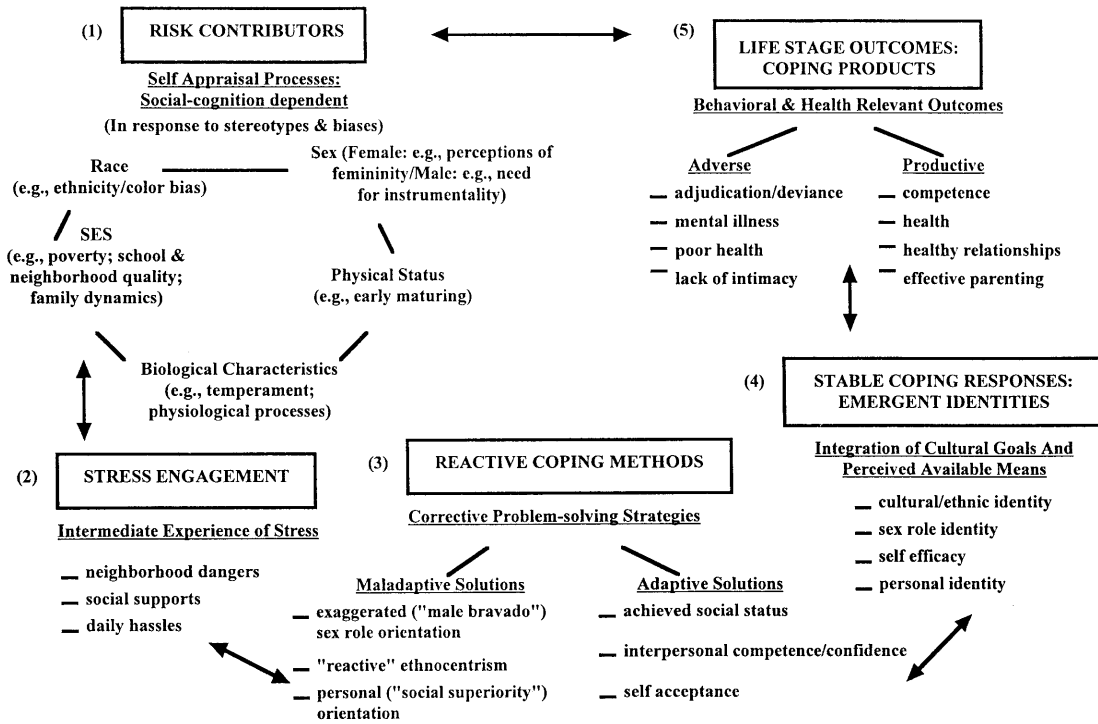 (1)
RISK CONTRIBUTORS
Self Appraisal Processes:
Social-cognition dependent
(In response to stereotypes & biases)
Race
(e.g., ethnicity/color bias)
Sex (Female: e.g., perceptions of
femininity/Male: e.g., need
for instrumentality)
SES
(e.g., poverty; school &
neighborhood quality;
family dynamics)
Physical Status
(e.g., early maturing)
Biological Characteristics
(e.g., temperament;
physiological processes)
(2)
STRESS ENGAGEMENT
Intermediate Experience of Stress
neighborhood dangers
social supports
daily hassles
(3)
REACTIVE COPING METHODS
Corrective Problem-solving Strategies
Maladaptive Solutions
exaggerated ("male bravado")
sex role orientation
"reactive" ethnocentrism
personal ("social superiority")
orientation
Adaptive Solutions
achieved social status
interpersonal competence/confidence
self acceptance
(4)
STABLE COPING RESPONSES:
EMERGENT IDENTITIES
Integration of Cultural Goals And
Perceived Available Means
cultural/ethnic identity
sex role identity
self efficacy
personal identity
(5)
LIFE STAGE OUTCOMES:
COPING PRODUCTS
Behavioral & Health Relevant Outcomes
Adverse
adjudication/deviance
mental illness
poor health
lack of intimacy
Productive
competence
health
healthy relationships
effective parenting